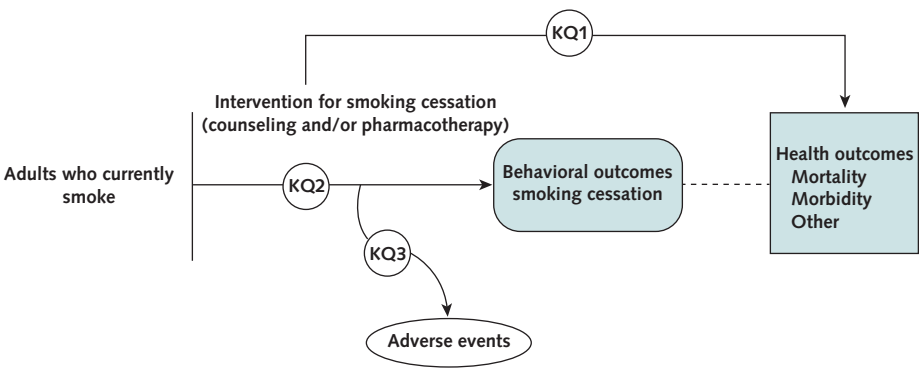 KQ1
Intervention for smoking cessation
(counseling and/or pharmacotherapy)
Adults who currently
smoke
KQ2
Behavioral outcomes
smoking cessation
Health outcomes
Mortality
Morbidity
Other
KQ3
Adverse events